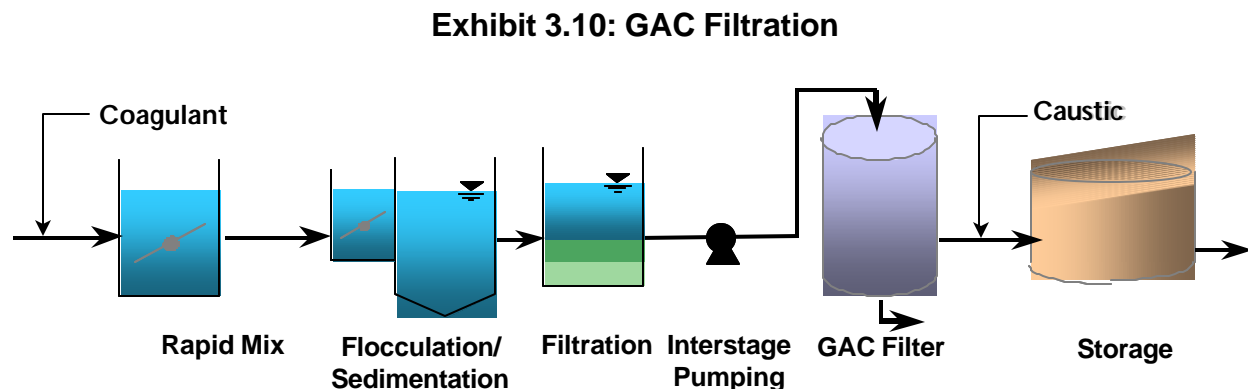 Exhibit 3.10: GAC Filtration
Coagulant
Caustic
Rapid Mix
Flocculation/
Sedimentation
Filtration
Interstage
Pumping
GAC Filter
Storage